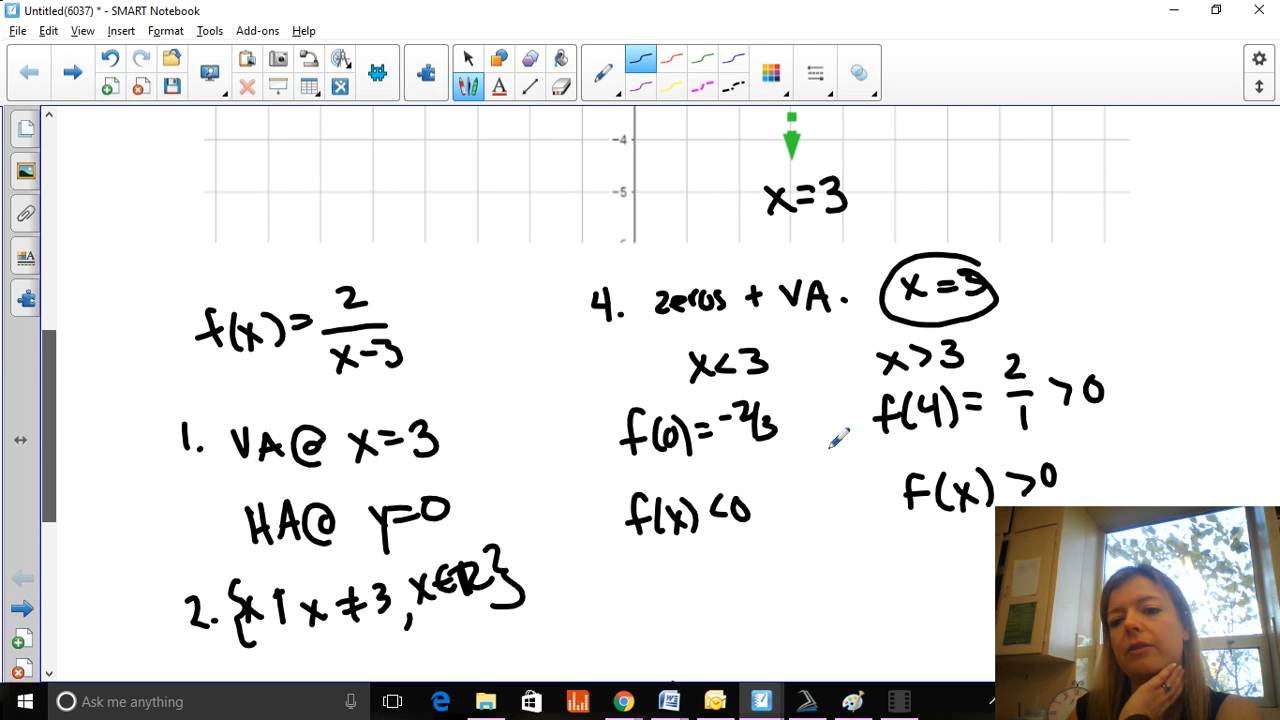 Untitled(6037) * - SMART Notebook
File Edit View Insert Format Tools Add-ons Help
-4
-5
x=3
f(x)= 2/(x-3)
1. VA@ x=3
HA@ y=0
2. {x | x ≠ 3, x∈ℝ}
4. zeros + VA. x=3
x<3
f(0)= -2/3
f(x) <0
x>3
f(4)= 2/1 >0
f(x) >0
Ask me anything